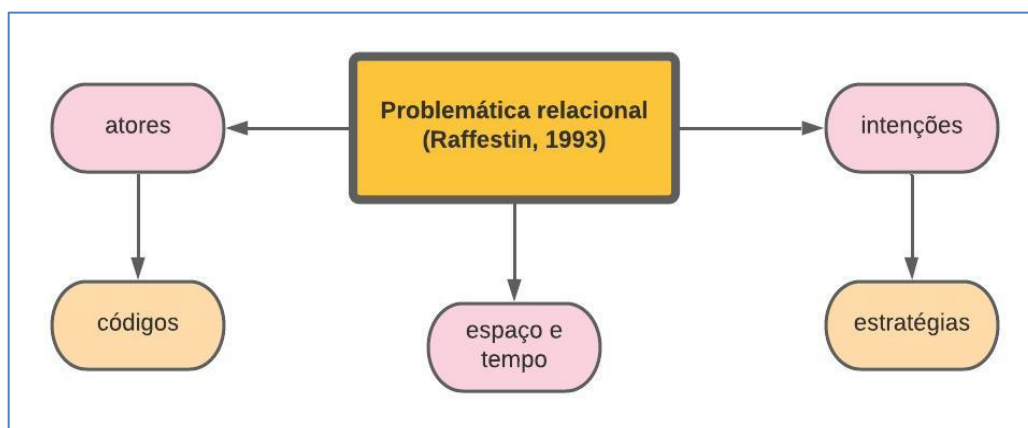 Problemática relacional
(Raffestin, 1993)
atores
intenções
códigos
espaço e
tempo
estratégias